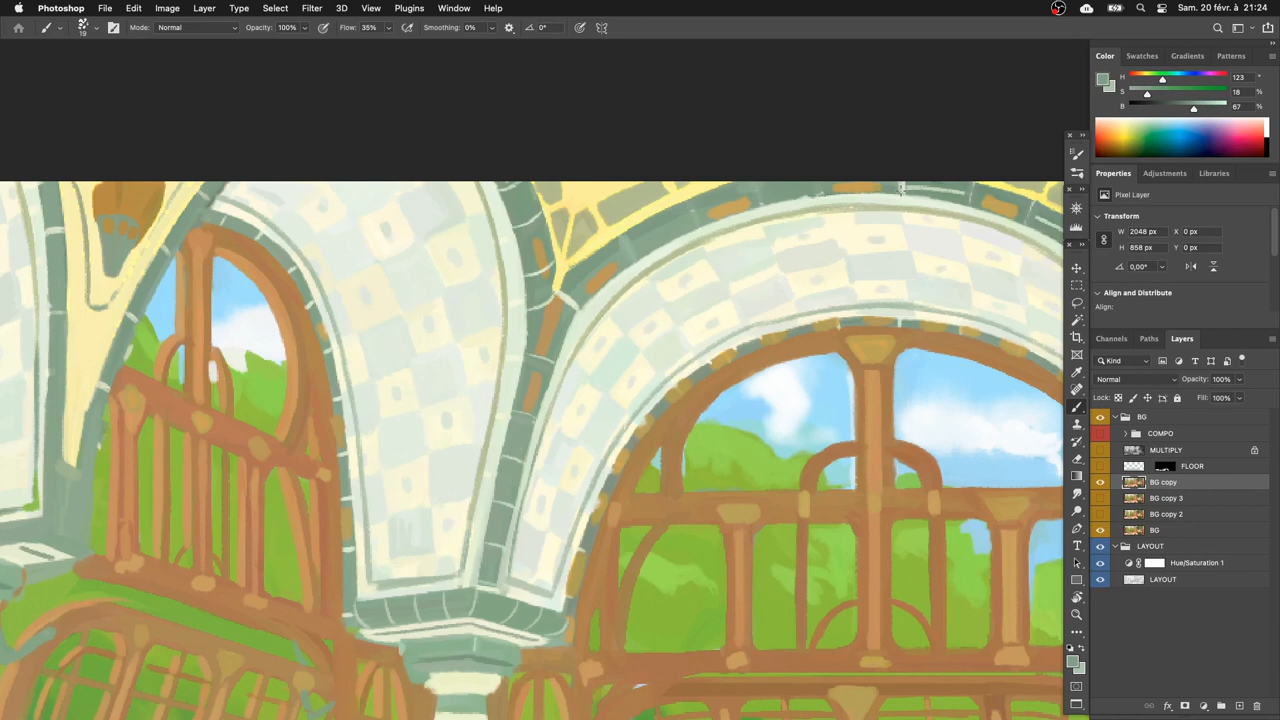 Photoshop File Edit Image Layer Type Select Filter 3D View Plugins Window Help Sam. 20 févr. à 21:24
19 Mode: Normal Opacity: 100% Flow: 35% Smoothing: 0% 0°
Color Swatches Gradients Patterns
H 123 °
S 18 %
B 67 %
Properties Adjustments Libraries
Pixel Layer
Transform
W 2048 px X 0 px
H 858 px Y 0 px
0,00°
Align and Distribute
Align:
Channels Paths Layers
Kind
Normal Opacity: 100%
Lock: Fill: 100%
BG
COMPO
MULTIPLY
FLOOR
BG copy
BG copy 3
BG copy 2
BG
LAYOUT
Hue/Saturation 1
LAYOUT